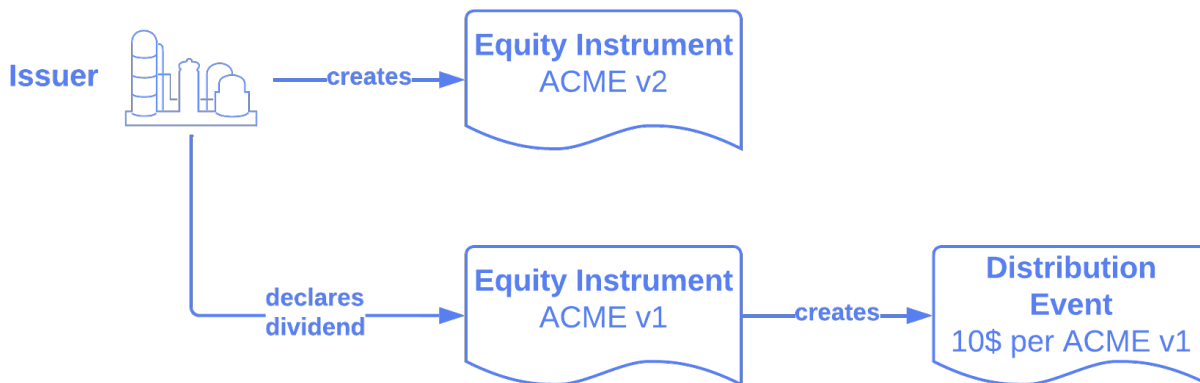 Equity Instrument
ACME v2
Issuer
creates
declares
dividend
Equity Instrument
ACME v1
creates
Distribution
Event
10$ per ACME v1